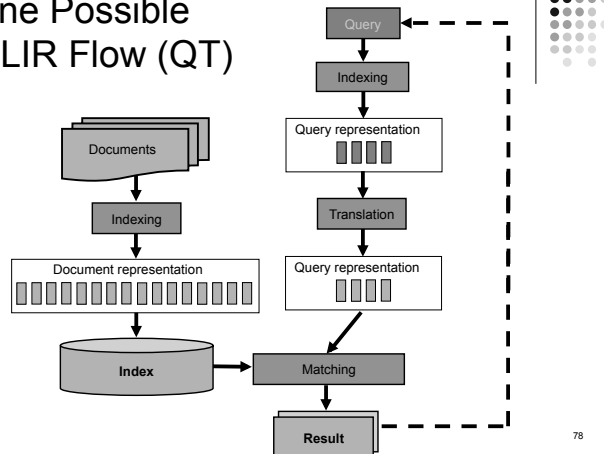 ne Possible
LIR Flow (QT)
Query
Indexing
Query representation
Documents
Indexing
Translation
Document representation
Query representation
Index
Matching
Result
78